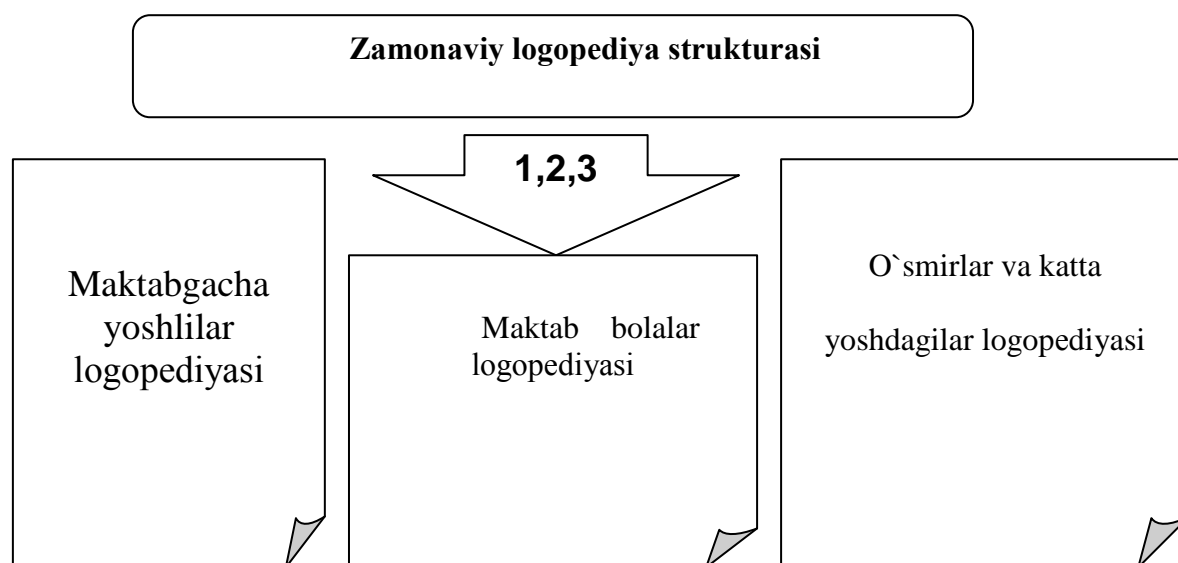 Zamonaviy logopediya strukturasi
1,2,3
Maktabgacha
yoshlilar
logopediyasi
Maktab bolalar
logopediyasi
O`smirlar va katta
yoshdagilar logopediyasi